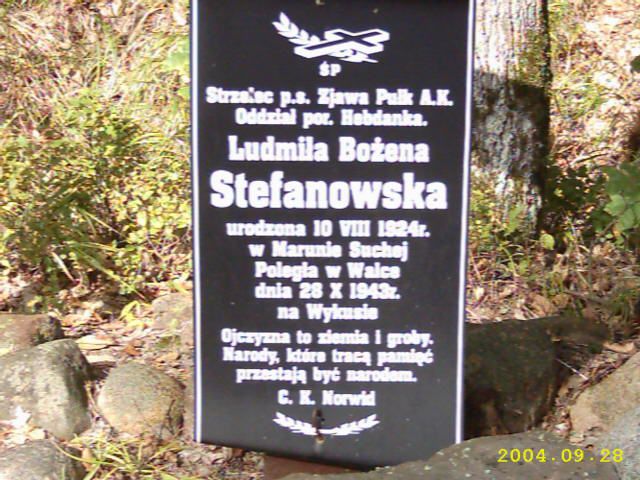 ŚP
Strzelec p.s. Zjawa Pułk A.K.
Oddział por. Hebdanka.
Ludmiła Bożena
Stefanowska
urodzona 10 VIII 1924r.
w Marunie Suchej
Poległa w Walce
dnia 28 X 1943r.
na Wykusie
Ojczyzna to ziemia i groby.
Narody, które tracą pamięć
przestają być narodem.
C. K. Norwid
2004.09.28